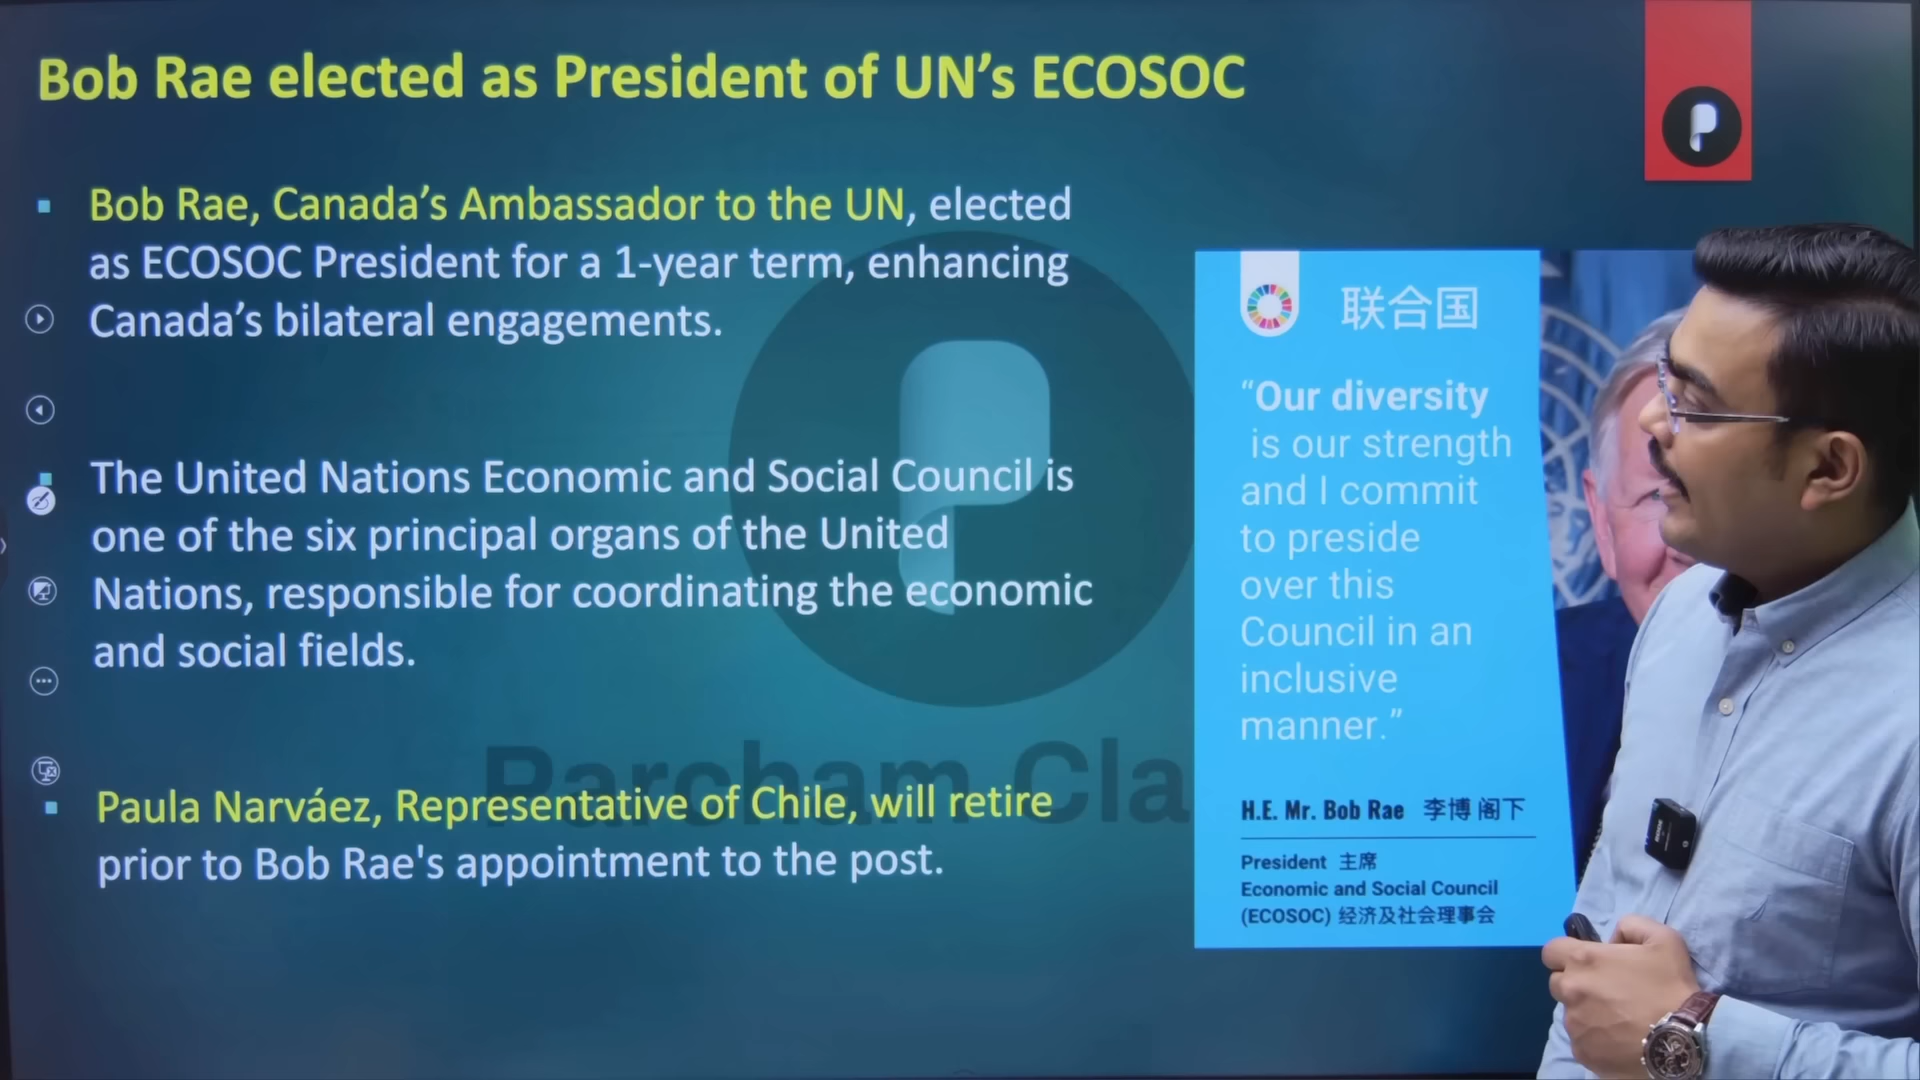 Bob Rae elected as President of UN’s ECOSOC
Bob Rae, Canada’s Ambassador to the UN, elected
as ECOSOC President for a 1-year term, enhancing
Canada’s bilateral engagements.
The United Nations Economic and Social Council is
one of the six principal organs of the United
Nations, responsible for coordinating the economic
and social fields.
Paula Narváez, Representative of Chile, will retire
prior to Bob Rae's appointment to the post.
Parcham Cla
联合国
“Our diversity
is our strength
and I commit
to preside
over this
Council in an
inclusive
manner.”
H.E. Mr. Bob Rae 李博 阁下
President 主席
Economic and Social Council
(ECOSOC) 经济及社会理事会